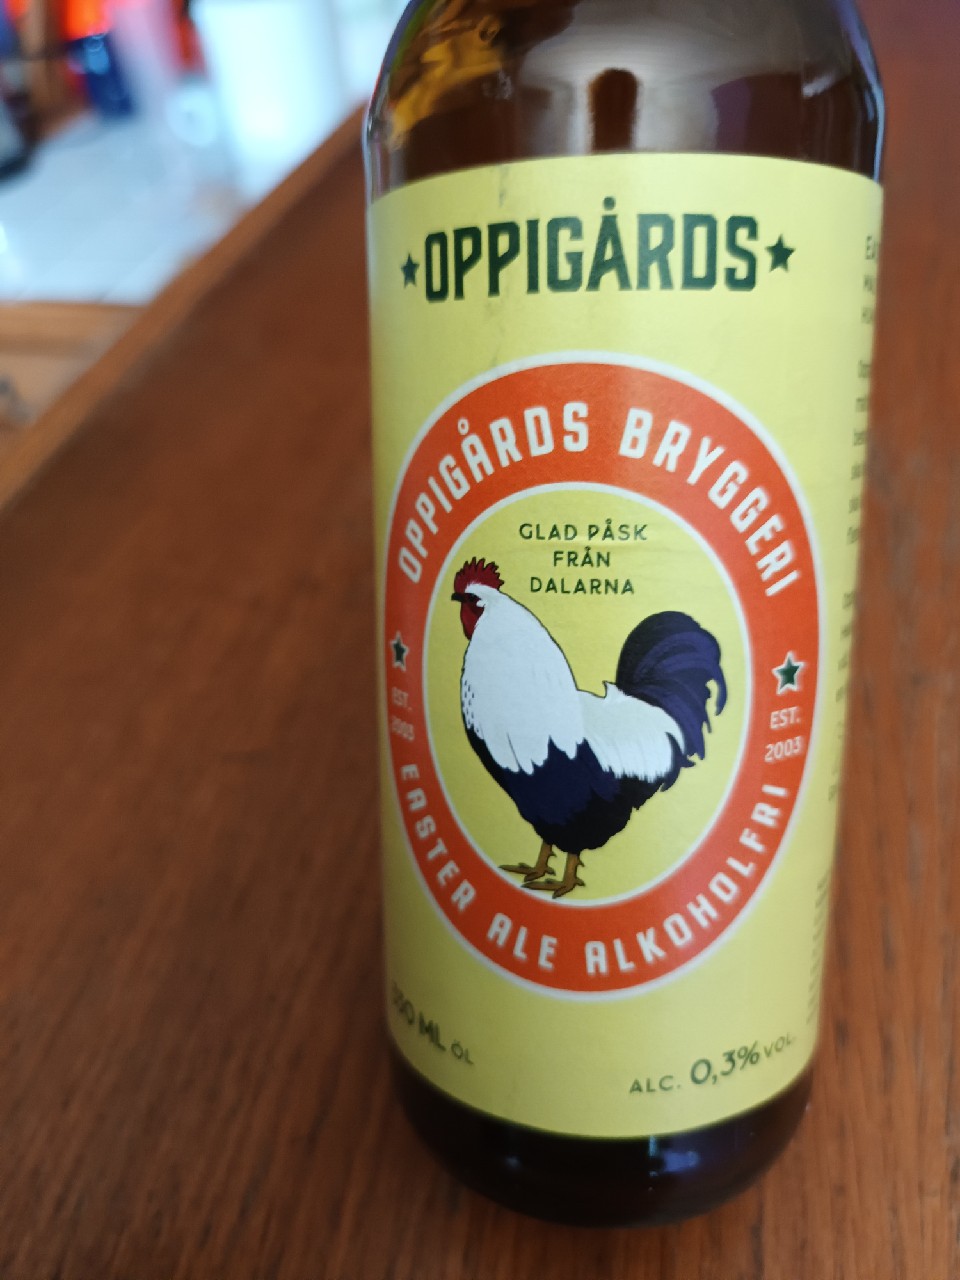 OPPIGÅRDS
OPPIGÅRDS BRYGGERI
GLAD PÅSK
FRÅN
DALARNA
EST.
2003
EST.
2003
EASTER ALE ALKOHOLFRI
ML ÖL
ALC. 0,3% VOL.